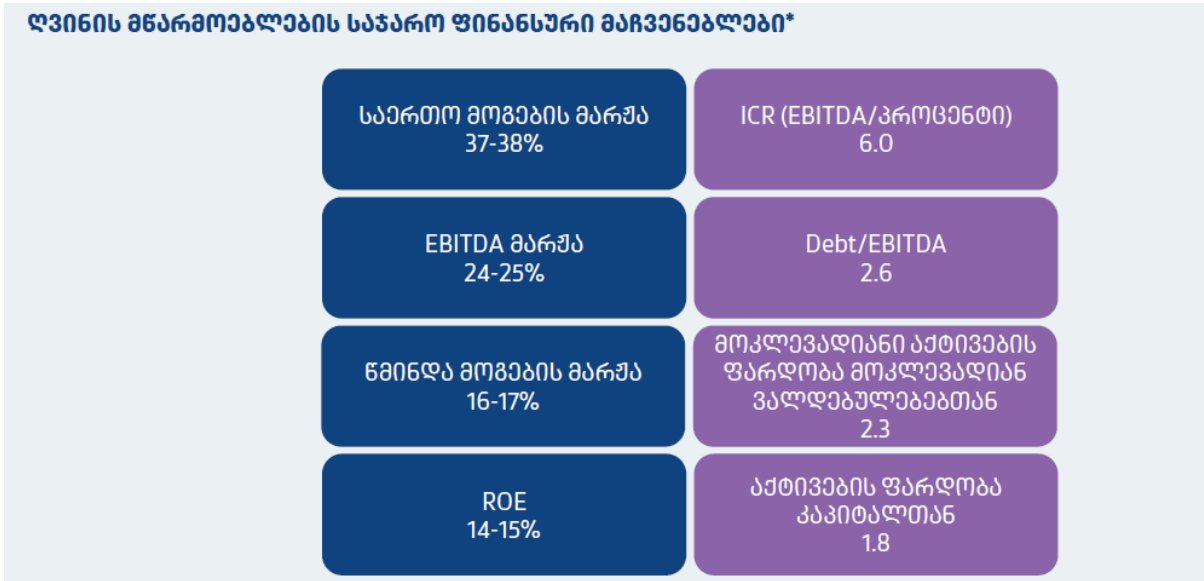 ღვინის მწარმოებლების საჯარო ფინანსური მაჩვენებლები*
საერთო მოგების მარჟა
37-38%
ICR (EBITDA/პროცენტი)
6.0
EBITDA მარჟა
24-25%
Debt/EBITDA
2.6
წმინდა მოგების მარჟა
16-17%
მოკლევადიანი აქტივების
ფარდობა მოკლევადიან
ვალდებულებებთან
2.3
ROE
14-15%
აქტივების ფარდობა
კაპიტალთან
1.8